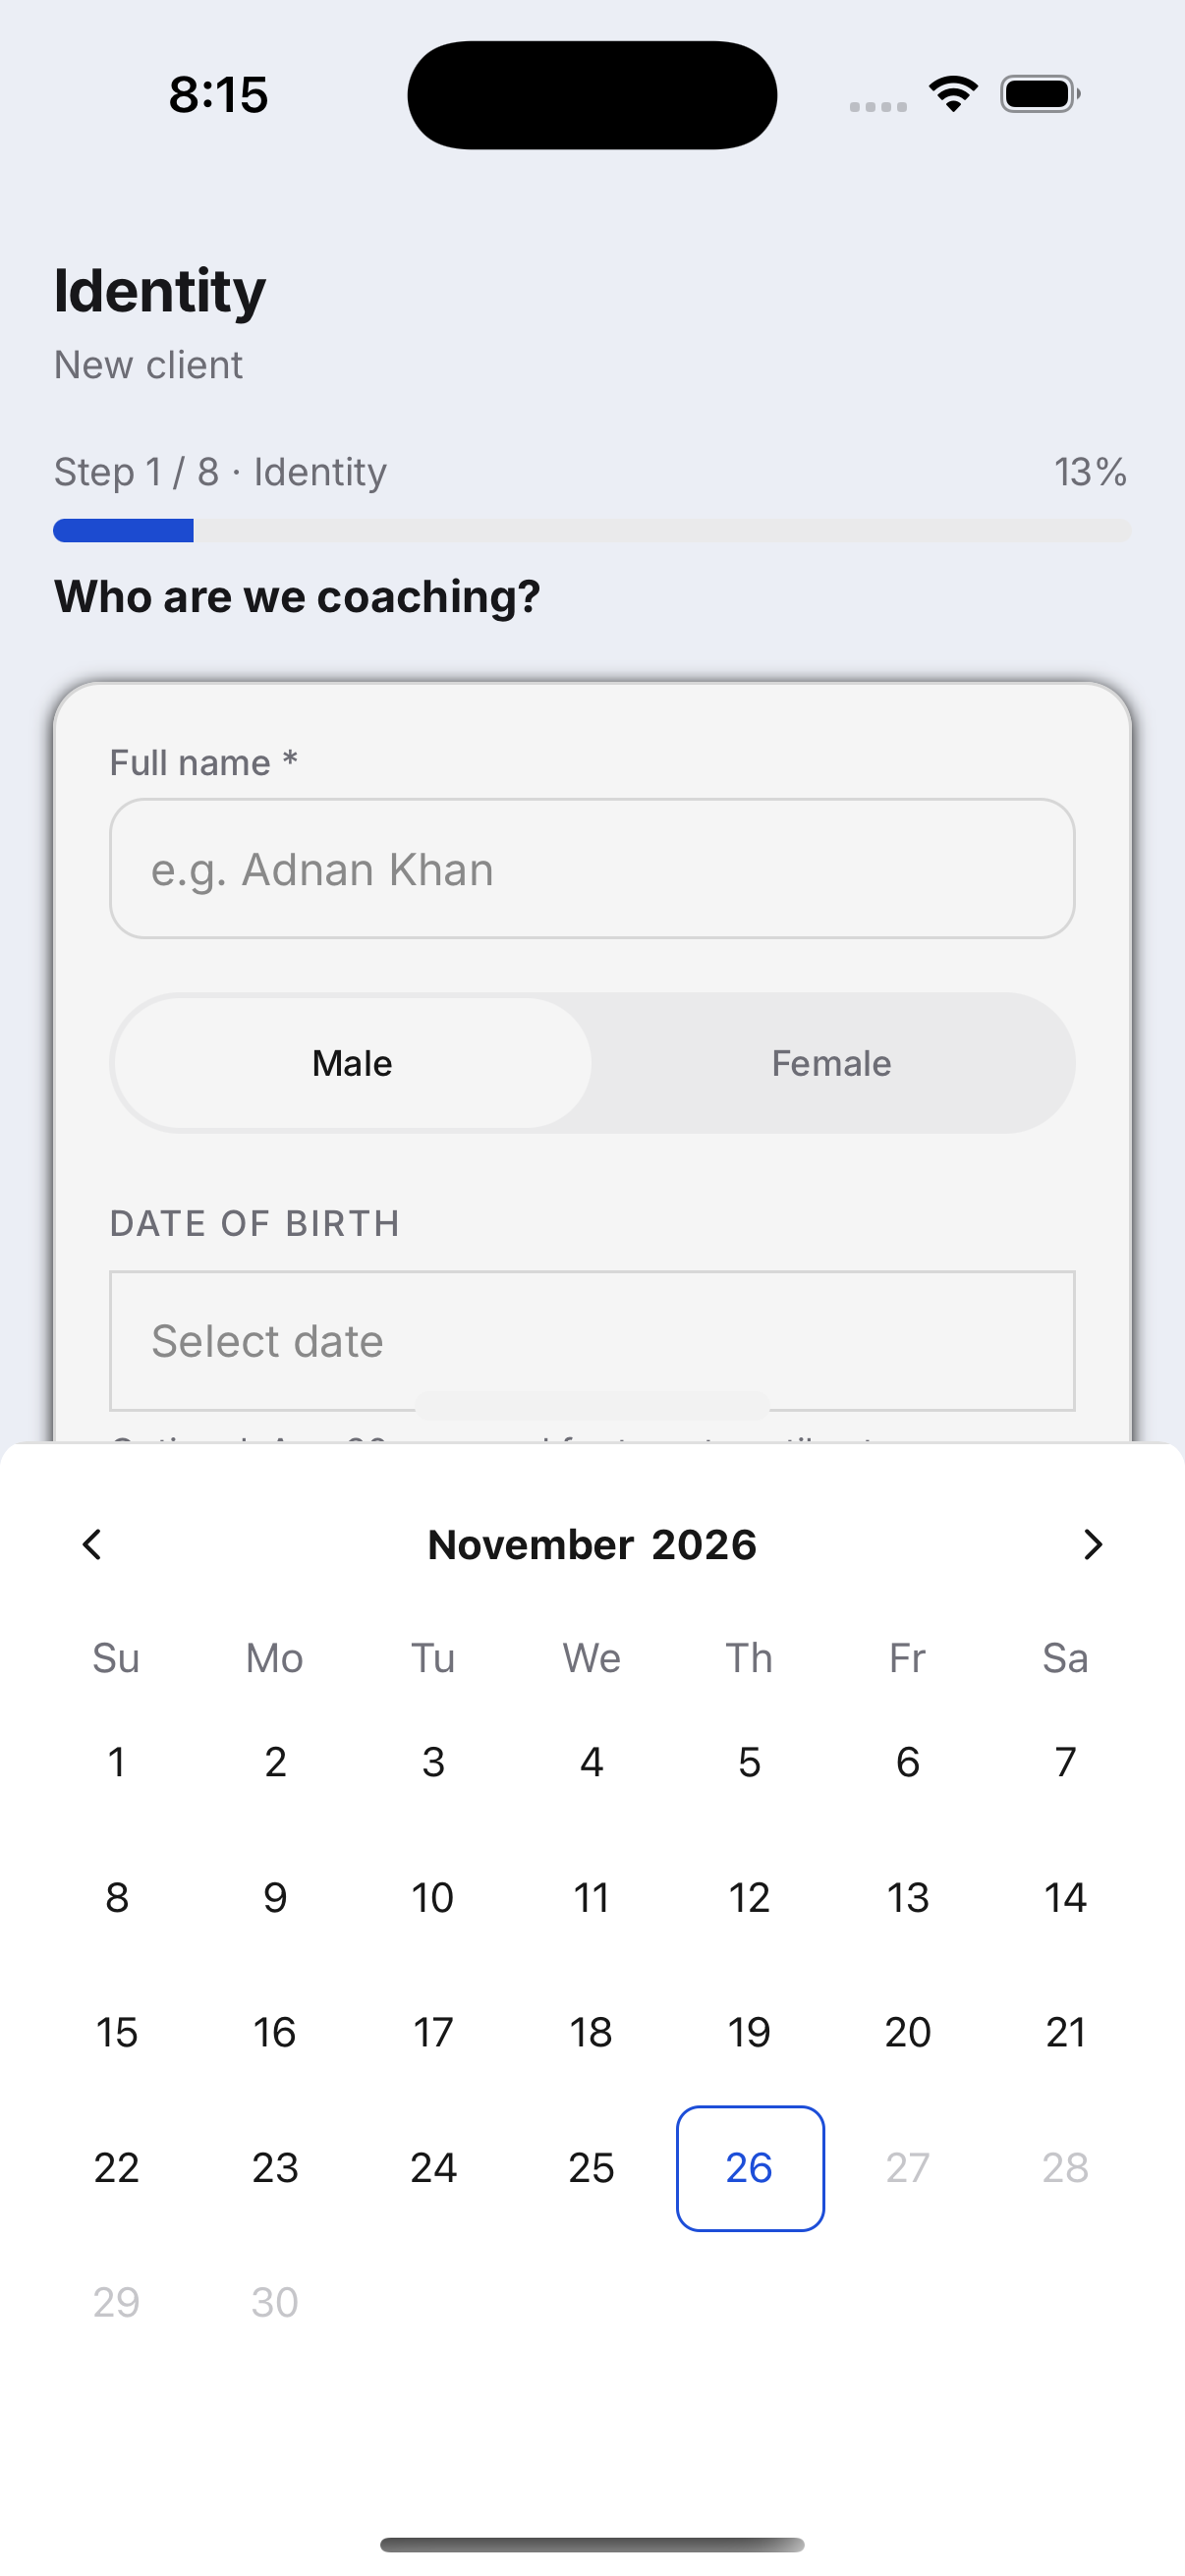 8:15
Identity
New client
Step 1 / 8 · Identity 13%
Who are we coaching?
Full name *
e.g. Adnan Khan
Male Female
DATE OF BIRTH
Select date
November 2026
Su Mo Tu We Th Fr Sa
1 2 3 4 5 6 7
8 9 10 11 12 13 14
15 16 17 18 19 20 21
22 23 24 25 26 27 28
29 30